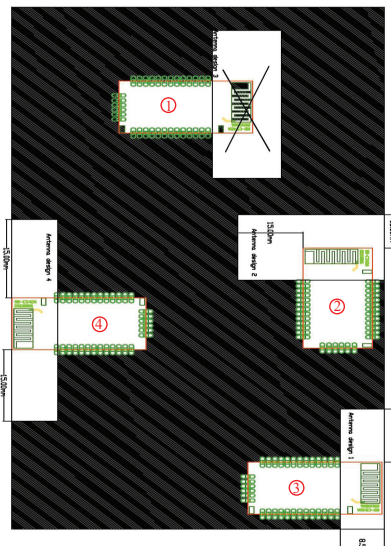 Antenna design 3
①
15.00mm
Antenna design 2
②
Antenna design 4
15.00mm
④
15.00mm
Antenna design 1
③